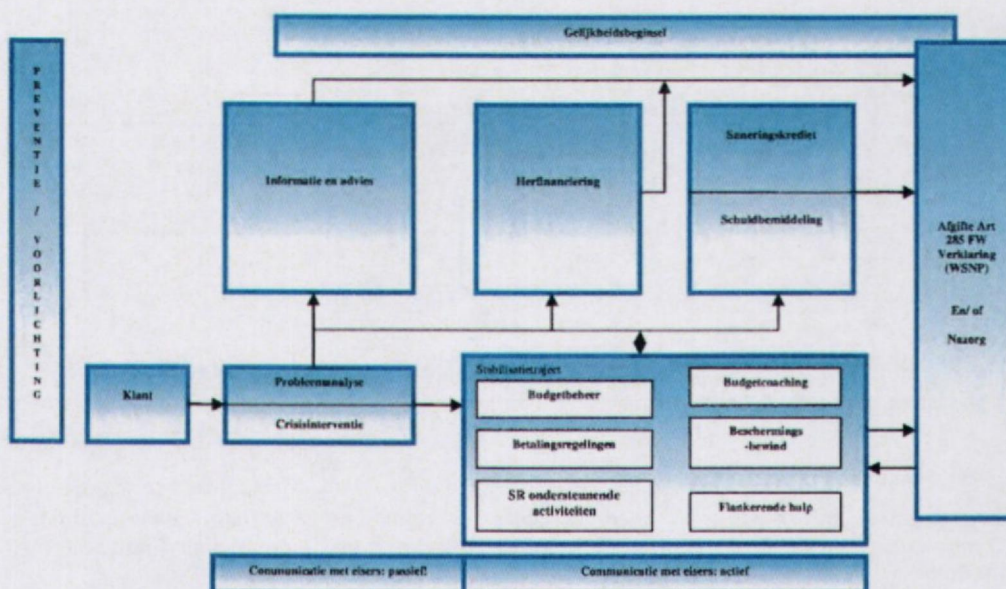 Gelijkheidsbeginsel
PREVENTIE / VOORLICHTING
Informatie en advies
Herfinanciering
Saneringskrediet
Schuldbemiddeling
Afgifte Art
285 FW
Verklaring
(WSNP)
En/ of
Nazorg
Klant
Probleemanalyse
Crisisinterventie
Stabilisatietraject
Budgetbeheer
Budgetcoaching
Betalingsregelingen
Beschermings
-bewind
SR ondersteunende
activiteiten
Flankerende hulp
Communicatie met eisers: passief!
Communicatie met eisers: actief